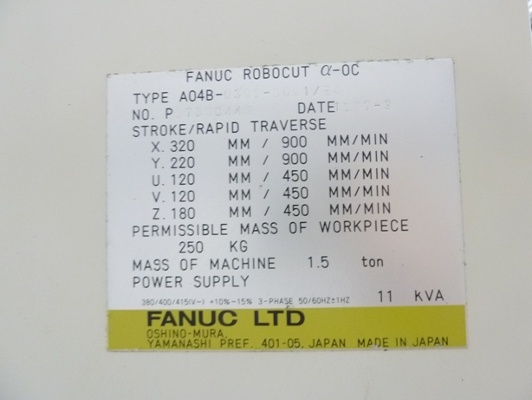 FANUC ROBOCUT α-0C
TYPE A04B-
NO. P DATE
STROKE/RAPID TRAVERSE
X. 320 MM / 900 MM/MIN
Y. 220 MM / 900 MM/MIN
U. 120 MM / 450 MM/MIN
V. 120 MM / 450 MM/MIN
Z. 180 MM / 450 MM/MIN
PERMISSIBLE MASS OF WORKPIECE
250 KG
MASS OF MACHINE 1.5 ton
POWER SUPPLY
380/400/415(V-) +10%-15% 3-PHASE 50/60HZ±1HZ 11 KVA
FANUC LTD
OSHINO-MURA,
YAMANASHI PREF. 401-05, JAPAN MADE IN JAPAN